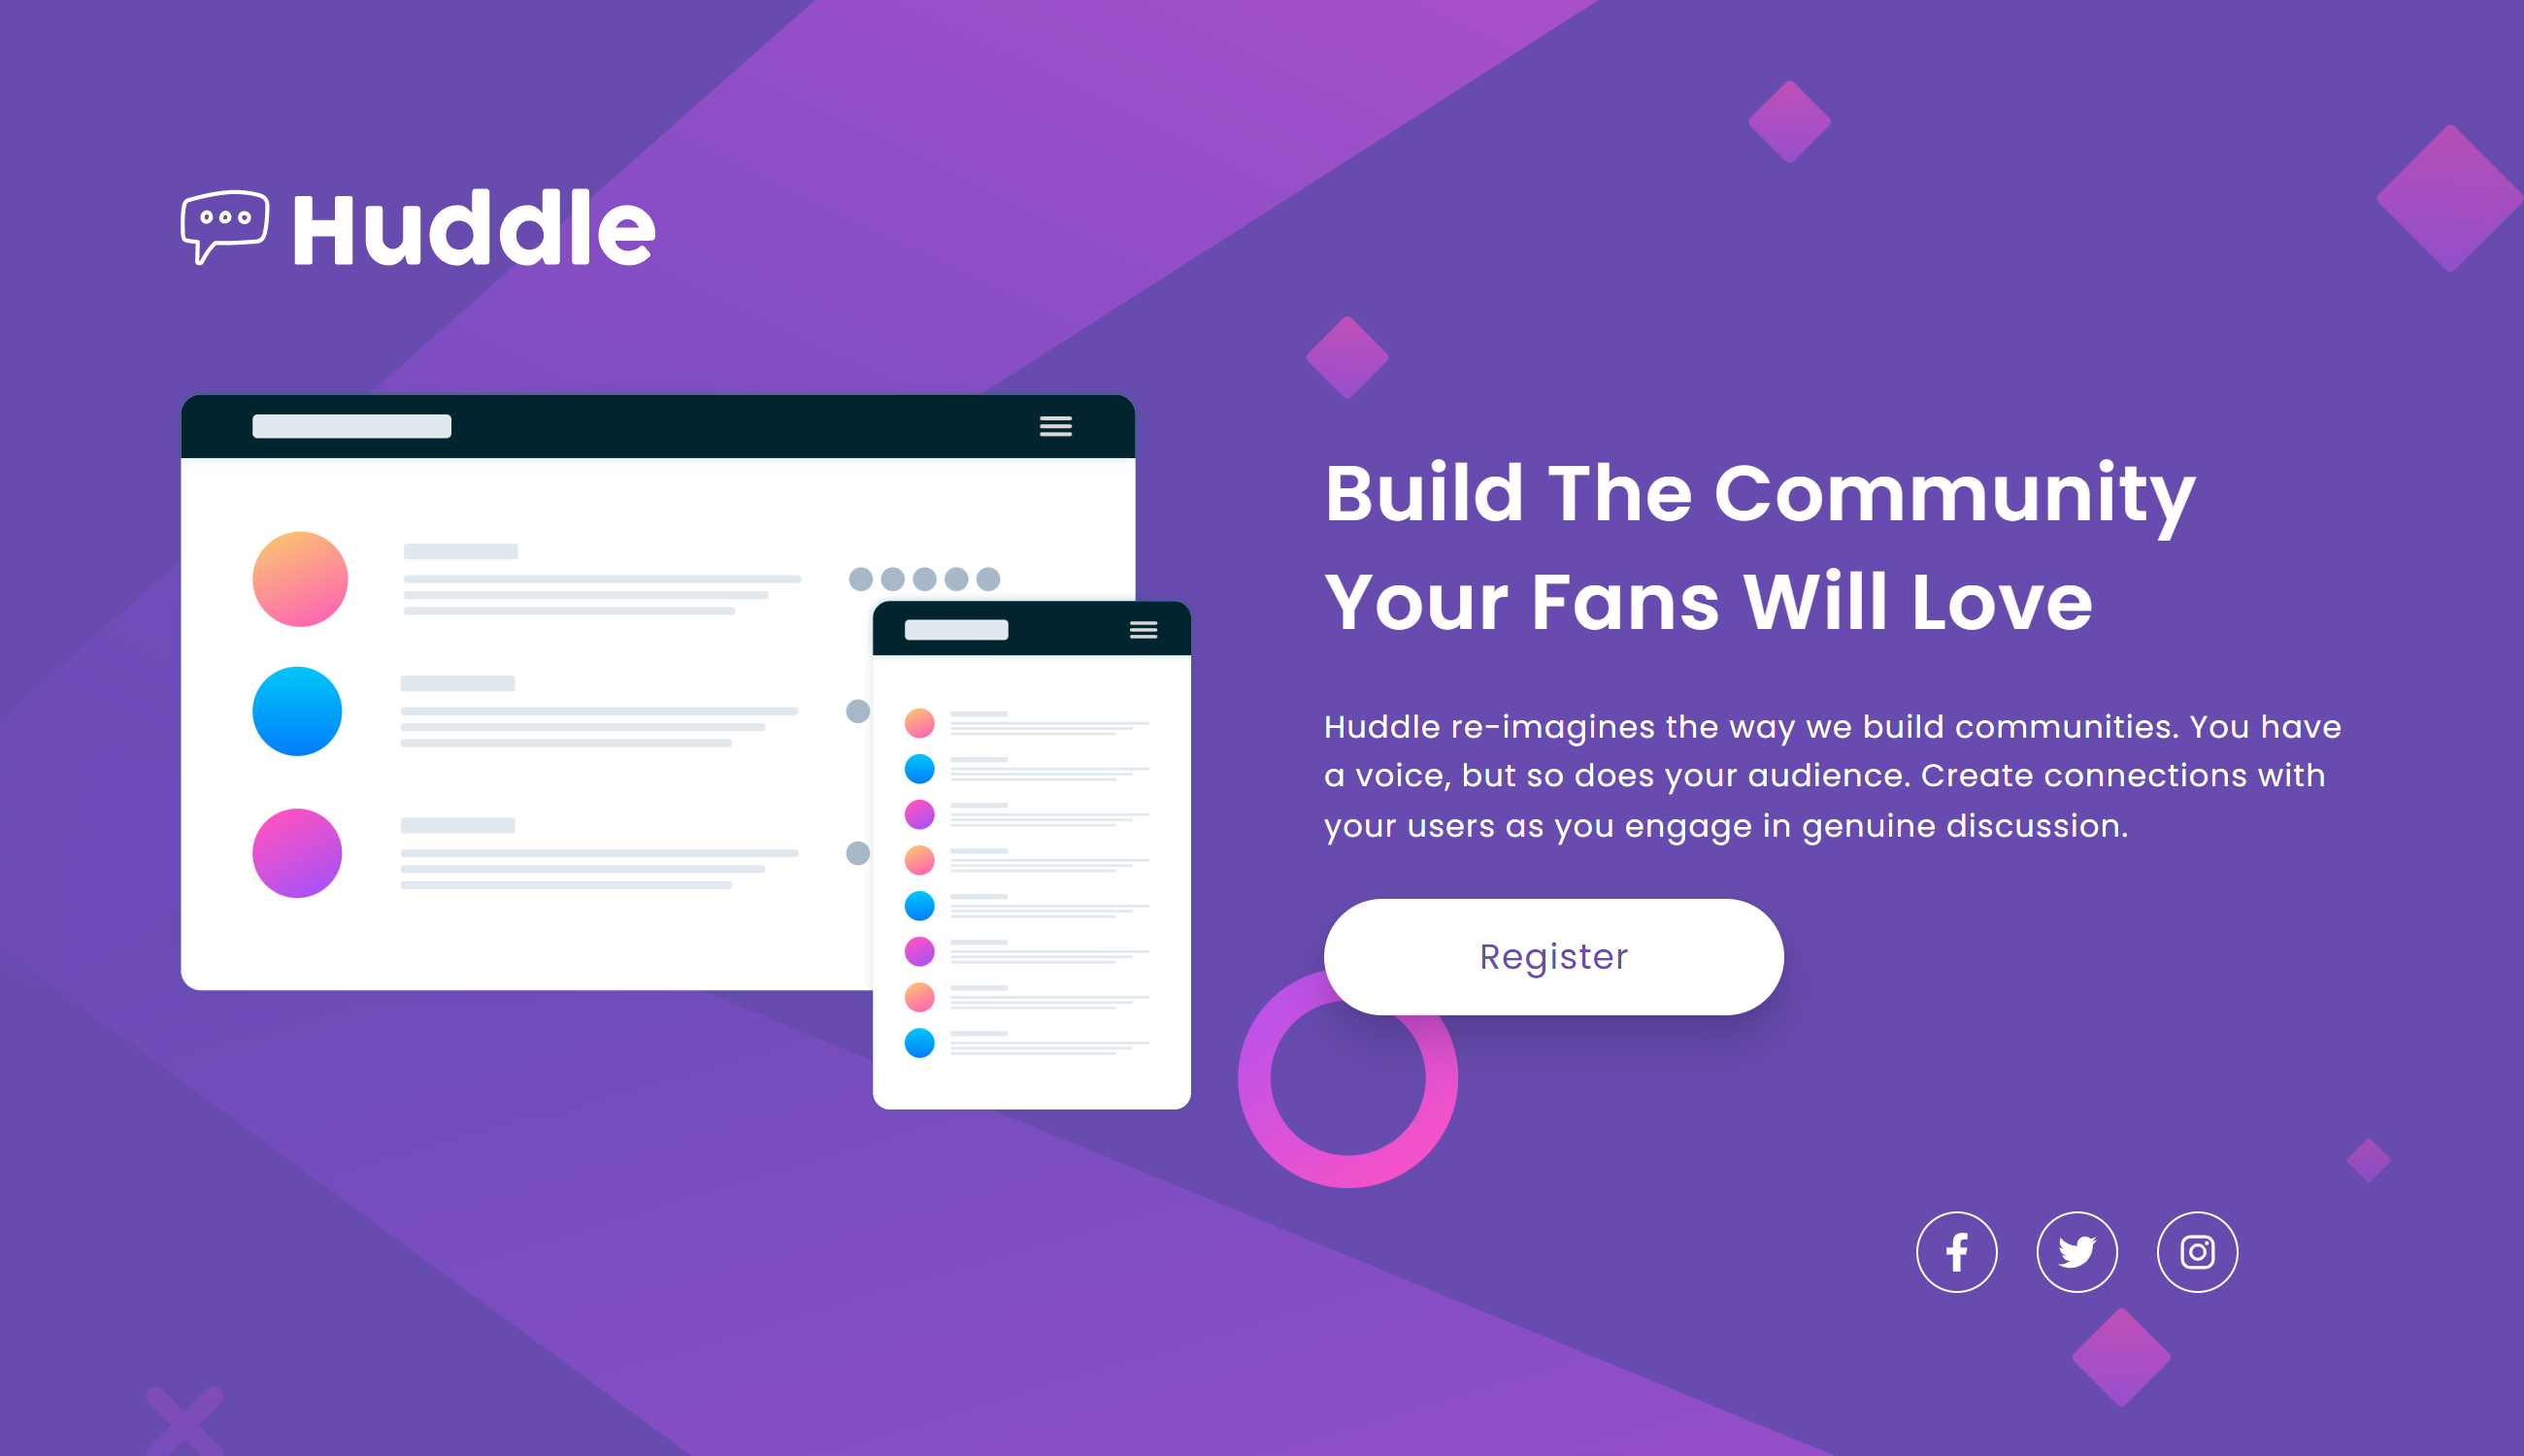 Huddle
Build The Community
Your Fans Will Love
Huddle re-imagines the way we build communities. You have
a voice, but so does your audience. Create connections with
your users as you engage in genuine discussion.
Register